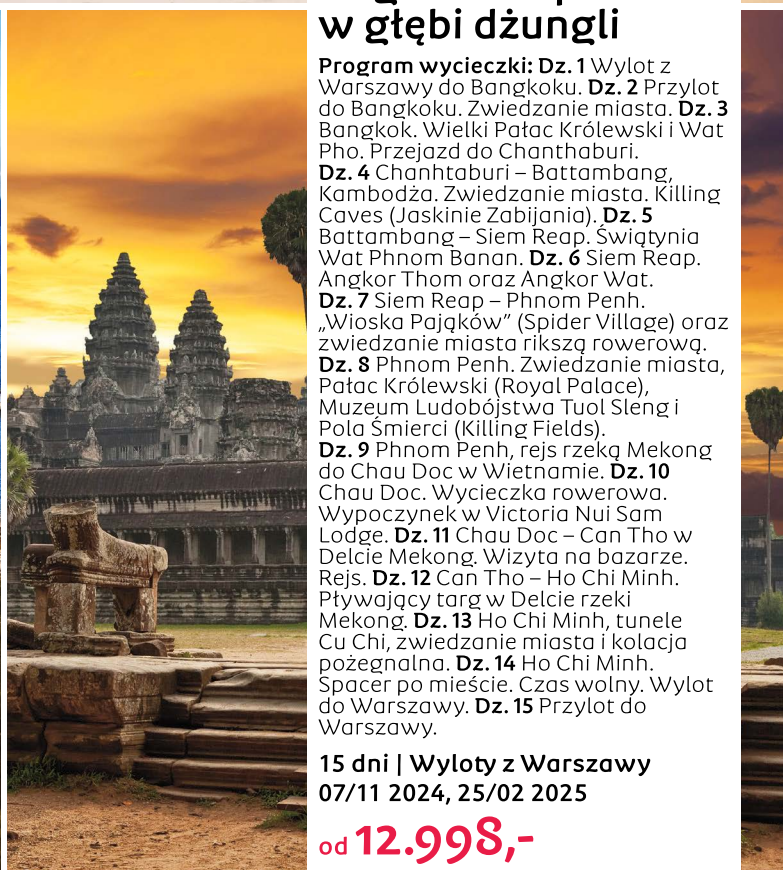 w głębi dżungli
Program wycieczki: Dz. 1 Wylot z
Warszawy do Bangkoku. Dz. 2 Przylot
do Bangkoku. Zwiedzanie miasta. Dz. 3
Bangkok. Wielki Pałac Królewski i Wat
Pho. Przejazd do Chanthaburi.
Dz. 4 Chanhtaburi – Battambang,
Kambodża. Zwiedzanie miasta. Killing
Caves (Jaskinie Zabijania). Dz. 5
Battambang – Siem Reap. Świątynia
Wat Phnom Banan. Dz. 6 Siem Reap.
Angkor Thom oraz Angkor Wat.
Dz. 7 Siem Reap – Phnom Penh.
„Wioska Pająków” (Spider Village) oraz
zwiedzanie miasta rikszą rowerową.
Dz. 8 Phnom Penh. Zwiedzanie miasta,
Pałac Królewski (Royal Palace),
Muzeum Ludobójstwa Tuol Sleng i
Pola Śmierci (Killing Fields).
Dz. 9 Phnom Penh, rejs rzeką Mekong
do Chau Doc w Wietnamie. Dz. 10
Chau Doc. Wycieczka rowerowa.
Wypoczynek w Victoria Nui Sam
Lodge. Dz. 11 Chau Doc – Can Tho w
Delcie Mekong. Wizyta na bazarze.
Rejs. Dz. 12 Can Tho – Ho Chi Minh.
Pływający targ w Delcie rzeki
Mekong. Dz. 13 Ho Chi Minh, tunele
Cu Chi, zwiedzanie miasta i kolacja
pożegnalna. Dz. 14 Ho Chi Minh.
Spacer po mieście. Czas wolny. Wylot
do Warszawy. Dz. 15 Przylot do
Warszawy.
15 dni | Wyloty z Warszawy
07/11 2024, 25/02 2025
od 12.998,-